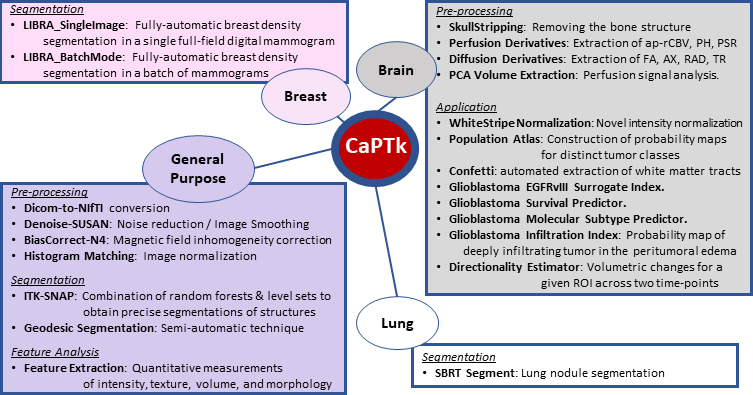 Segmentation
• LIBRA_SingleImage: Fully-automatic breast density
segmentation in a single full-field digital mammogram
• LIBRA_BatchMode: Fully-automatic breast density
segmentation in a batch of mammograms
Breast
Brain
CaPTk
General
Purpose
Lung
Pre-processing
• SkullStripping: Removing the bone structure
• Perfusion Derivatives: Extraction of ap-rCBV, PH, PSR
• Diffusion Derivatives: Extraction of FA, AX, RAD, TR
• PCA Volume Extraction: Perfusion signal analysis.
Application
• WhiteStripe Normalization: Novel intensity normalization
• Population Atlas: Construction of probability maps
for distinct tumor classes
• Confetti: automated extraction of white matter tracts
• Glioblastoma EGFRvIII Surrogate Index.
• Glioblastoma Survival Predictor.
• Glioblastoma Molecular Subtype Predictor.
• Glioblastoma Infiltration Index: Probability map of
deeply infiltrating tumor in the peritumoral edema
• Directionality Estimator: Volumetric changes for a
given ROI across two time-points
Pre-processing
• Dicom-to-NIfTI conversion
• Denoise-SUSAN: Noise reduction / Image Smoothing
• BiasCorrect-N4: Magnetic field inhomogeneity correction
• Histogram Matching: Image normalization
Segmentation
• ITK-SNAP: Combination of random forests & level sets to
obtain precise segmentations of structures
• Geodesic Segmentation: Semi-automatic technique
Feature Analysis
• Feature Extraction: Quantitative measurements
of intensity, texture, volume, and morphology
Segmentation
• SBRT Segment: Lung nodule segmentation